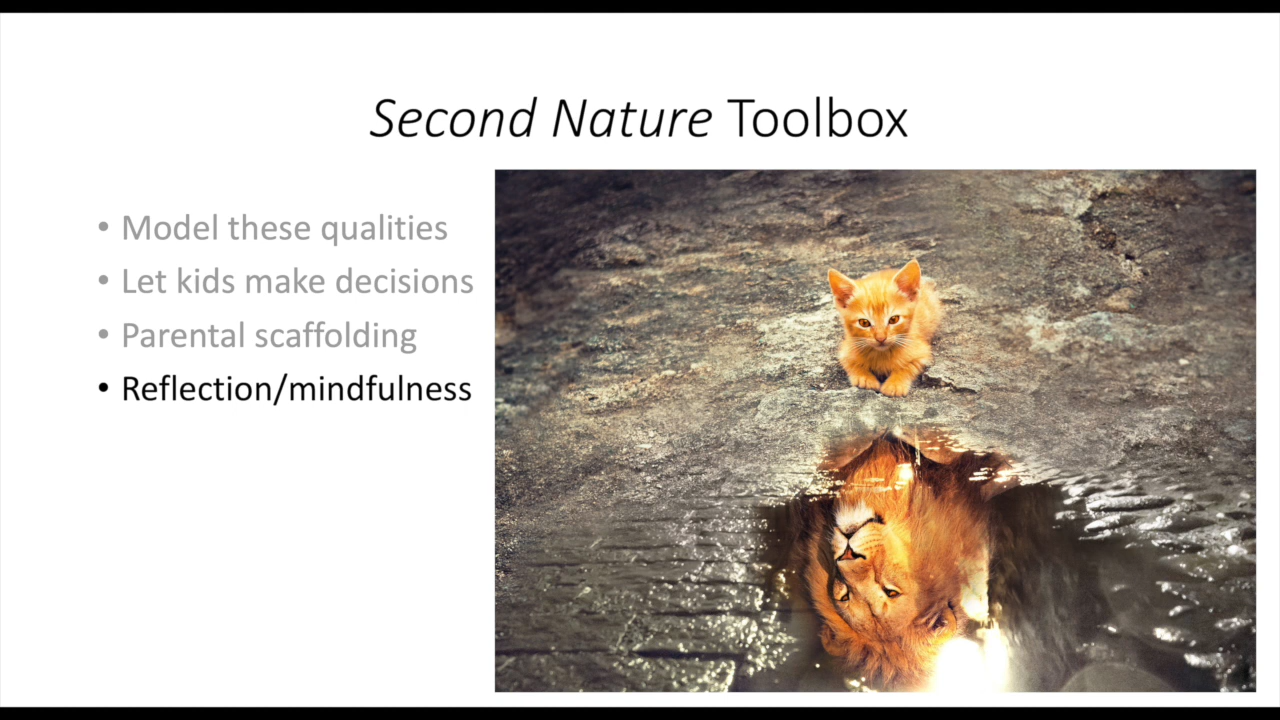 Second Nature Toolbox
• Model these qualities
• Let kids make decisions
• Parental scaffolding
• Reflection/mindfulness